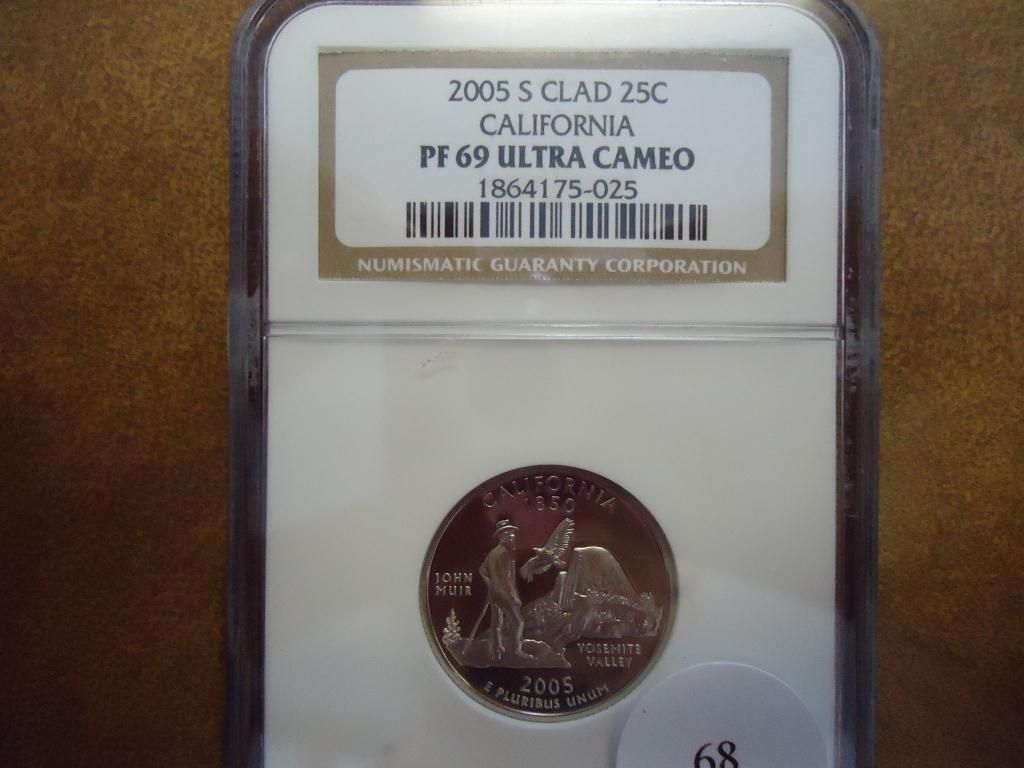 2005 S CLAD 25C
CALIFORNIA
PF 69 ULTRA CAMEO
1864175-025
NUMISMATIC GUARANTY CORPORATION
CALIFORNIA
1850
JOHN
MUIR
YOSEMITE
VALLEY
2005
E PLURIBUS UNUM
68